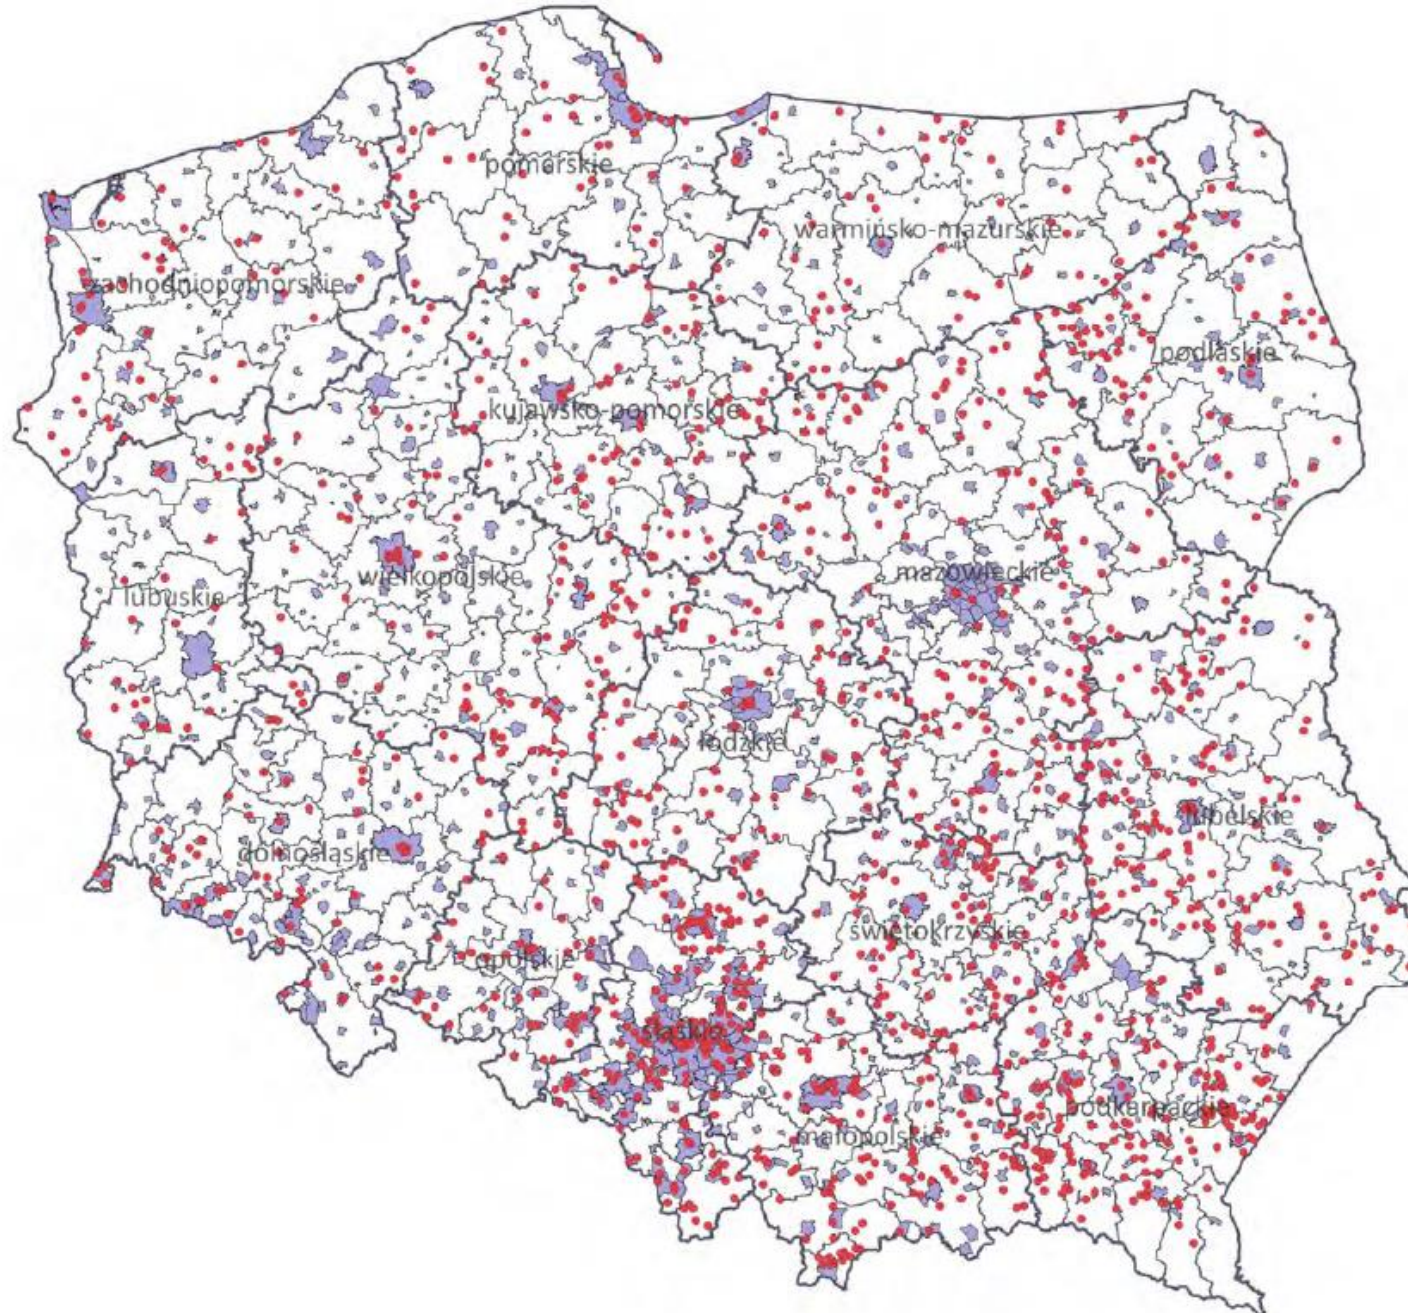 pomorskie
warmińsko-mazurskie
zachodniopomorskie
podlaskie
kujawsko-pomorskie
mazowieckie
wielkopolskie
lubuskie
łódzkie
lubelskie
dolnośląskie
świętokrzyskie
opolskie
śląskie
podkarpackie
małopolskie